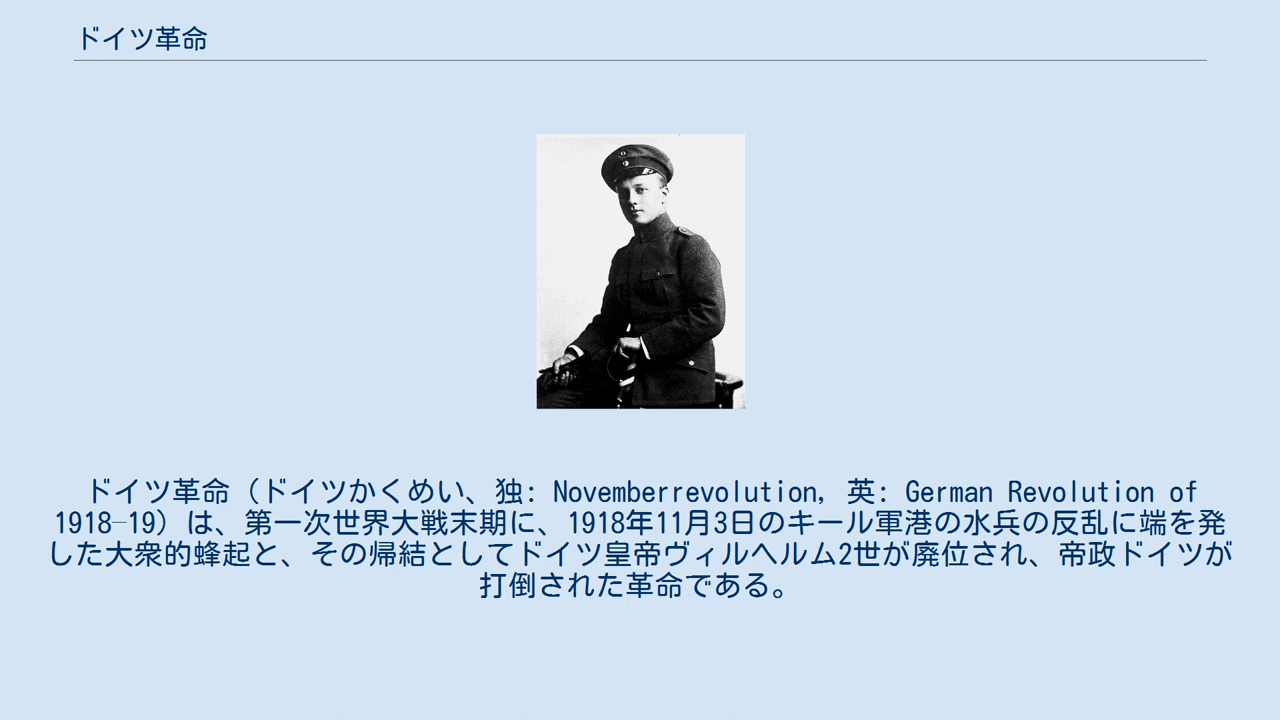 ドイツ革命
ドイツ革命（ドイツかくめい、独: Novemberrevolution, 英: German Revolution of
1918–19）は、第一次世界大戦末期に、1918年11月3日のキール軍港の水兵の反乱に端を発
した大衆的蜂起と、その帰結としてドイツ皇帝ヴィルヘルム2世が廃位され、帝政ドイツが
打倒された革命である。